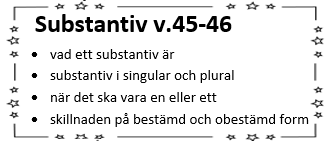 Substantiv v.45-46
• vad ett substantiv är
• substantiv i singular och plural
• när det ska vara en eller ett
• skillnaden på bestämd och obestämd form